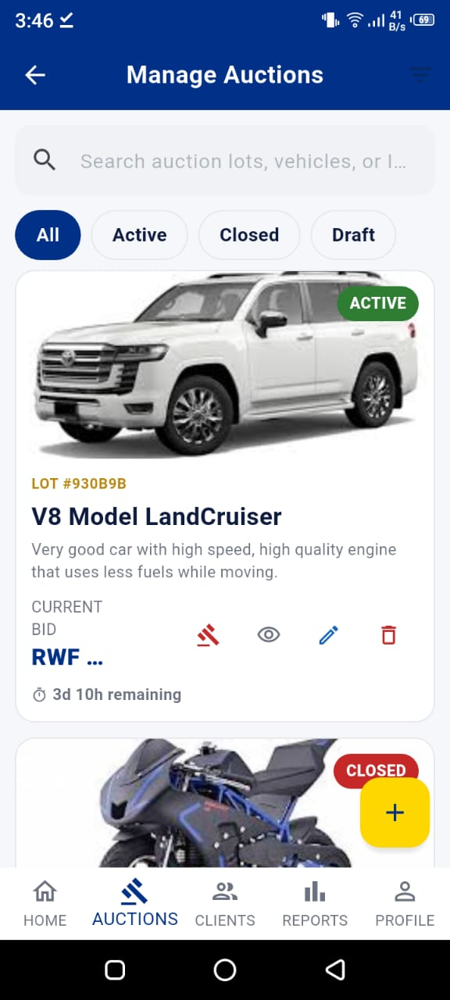 3:46
41
B/s
69
Manage Auctions
Search auction lots, vehicles, or I...
All
Active
Closed
Draft
ACTIVE
LOT #930B9B
V8 Model LandCruiser
Very good car with high speed, high quality engine
that uses less fuels while moving.
CURRENT
BID
RWF ...
3d 10h remaining
CLOSED
+
HOME
AUCTIONS
CLIENTS
REPORTS
PROFILE